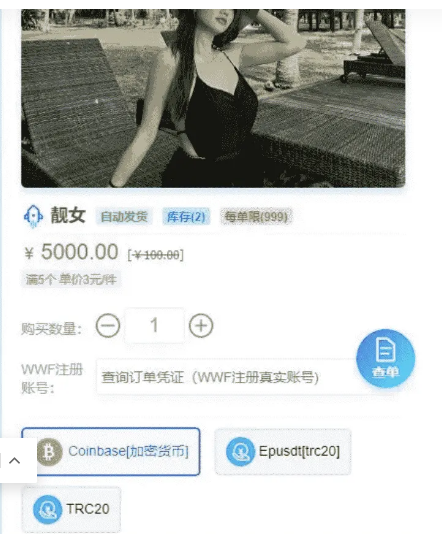 靓女 自动发货 库存(2) 每单限(999)
¥ 5000.00 [¥100.00]
满5个 单价3元/件
购买数量: 1
WWF注册账号: 查询订单凭证（WWF注册真实账号)
查单
Coinbase[加密货币] Epusdt[trc20]
TRC20